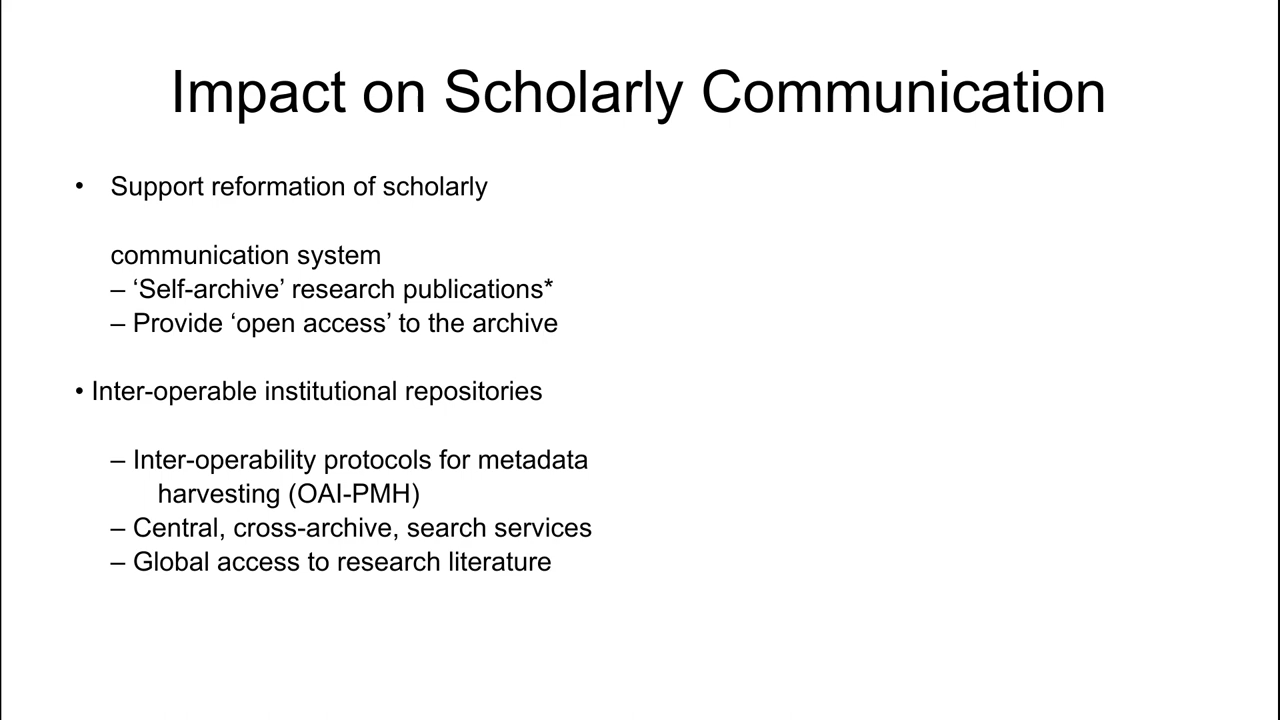 Impact on Scholarly Communication
• Support reformation of scholarly
communication system
– ‘Self-archive’ research publications*
– Provide ‘open access’ to the archive
• Inter-operable institutional repositories
– Inter-operability protocols for metadata
harvesting (OAI-PMH)
– Central, cross-archive, search services
– Global access to research literature